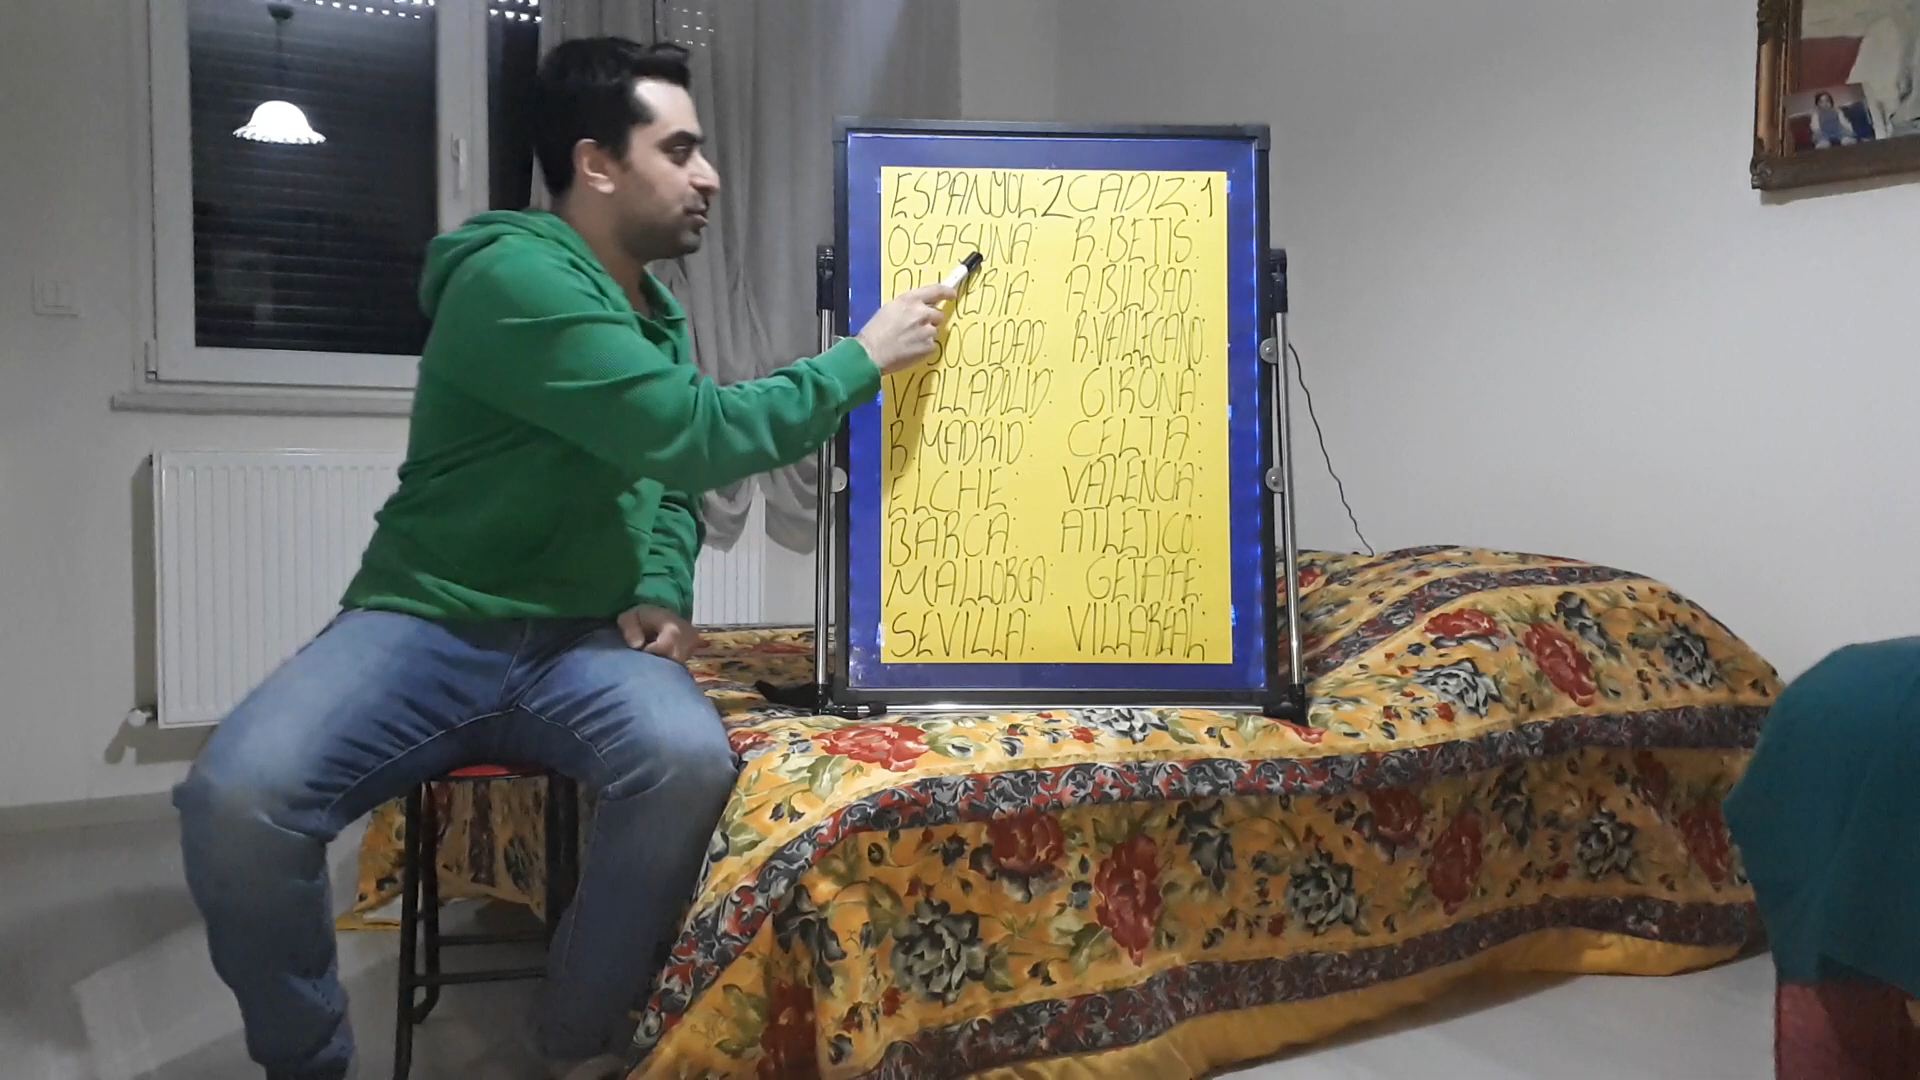 ESPANYOL: 2 CADIZ: 1
OSASUNA: R.BETIS:
A.BILBAO:
SOCIEDAD: R.VALLECANO:
VALLADOLID: GIRONA:
R.MADRID: CELTA:
ELCHE: VALENCIA:
BARCA: ATLETICO:
MALLORCA: GETAFE:
SEVILLA: VILLAREAL: